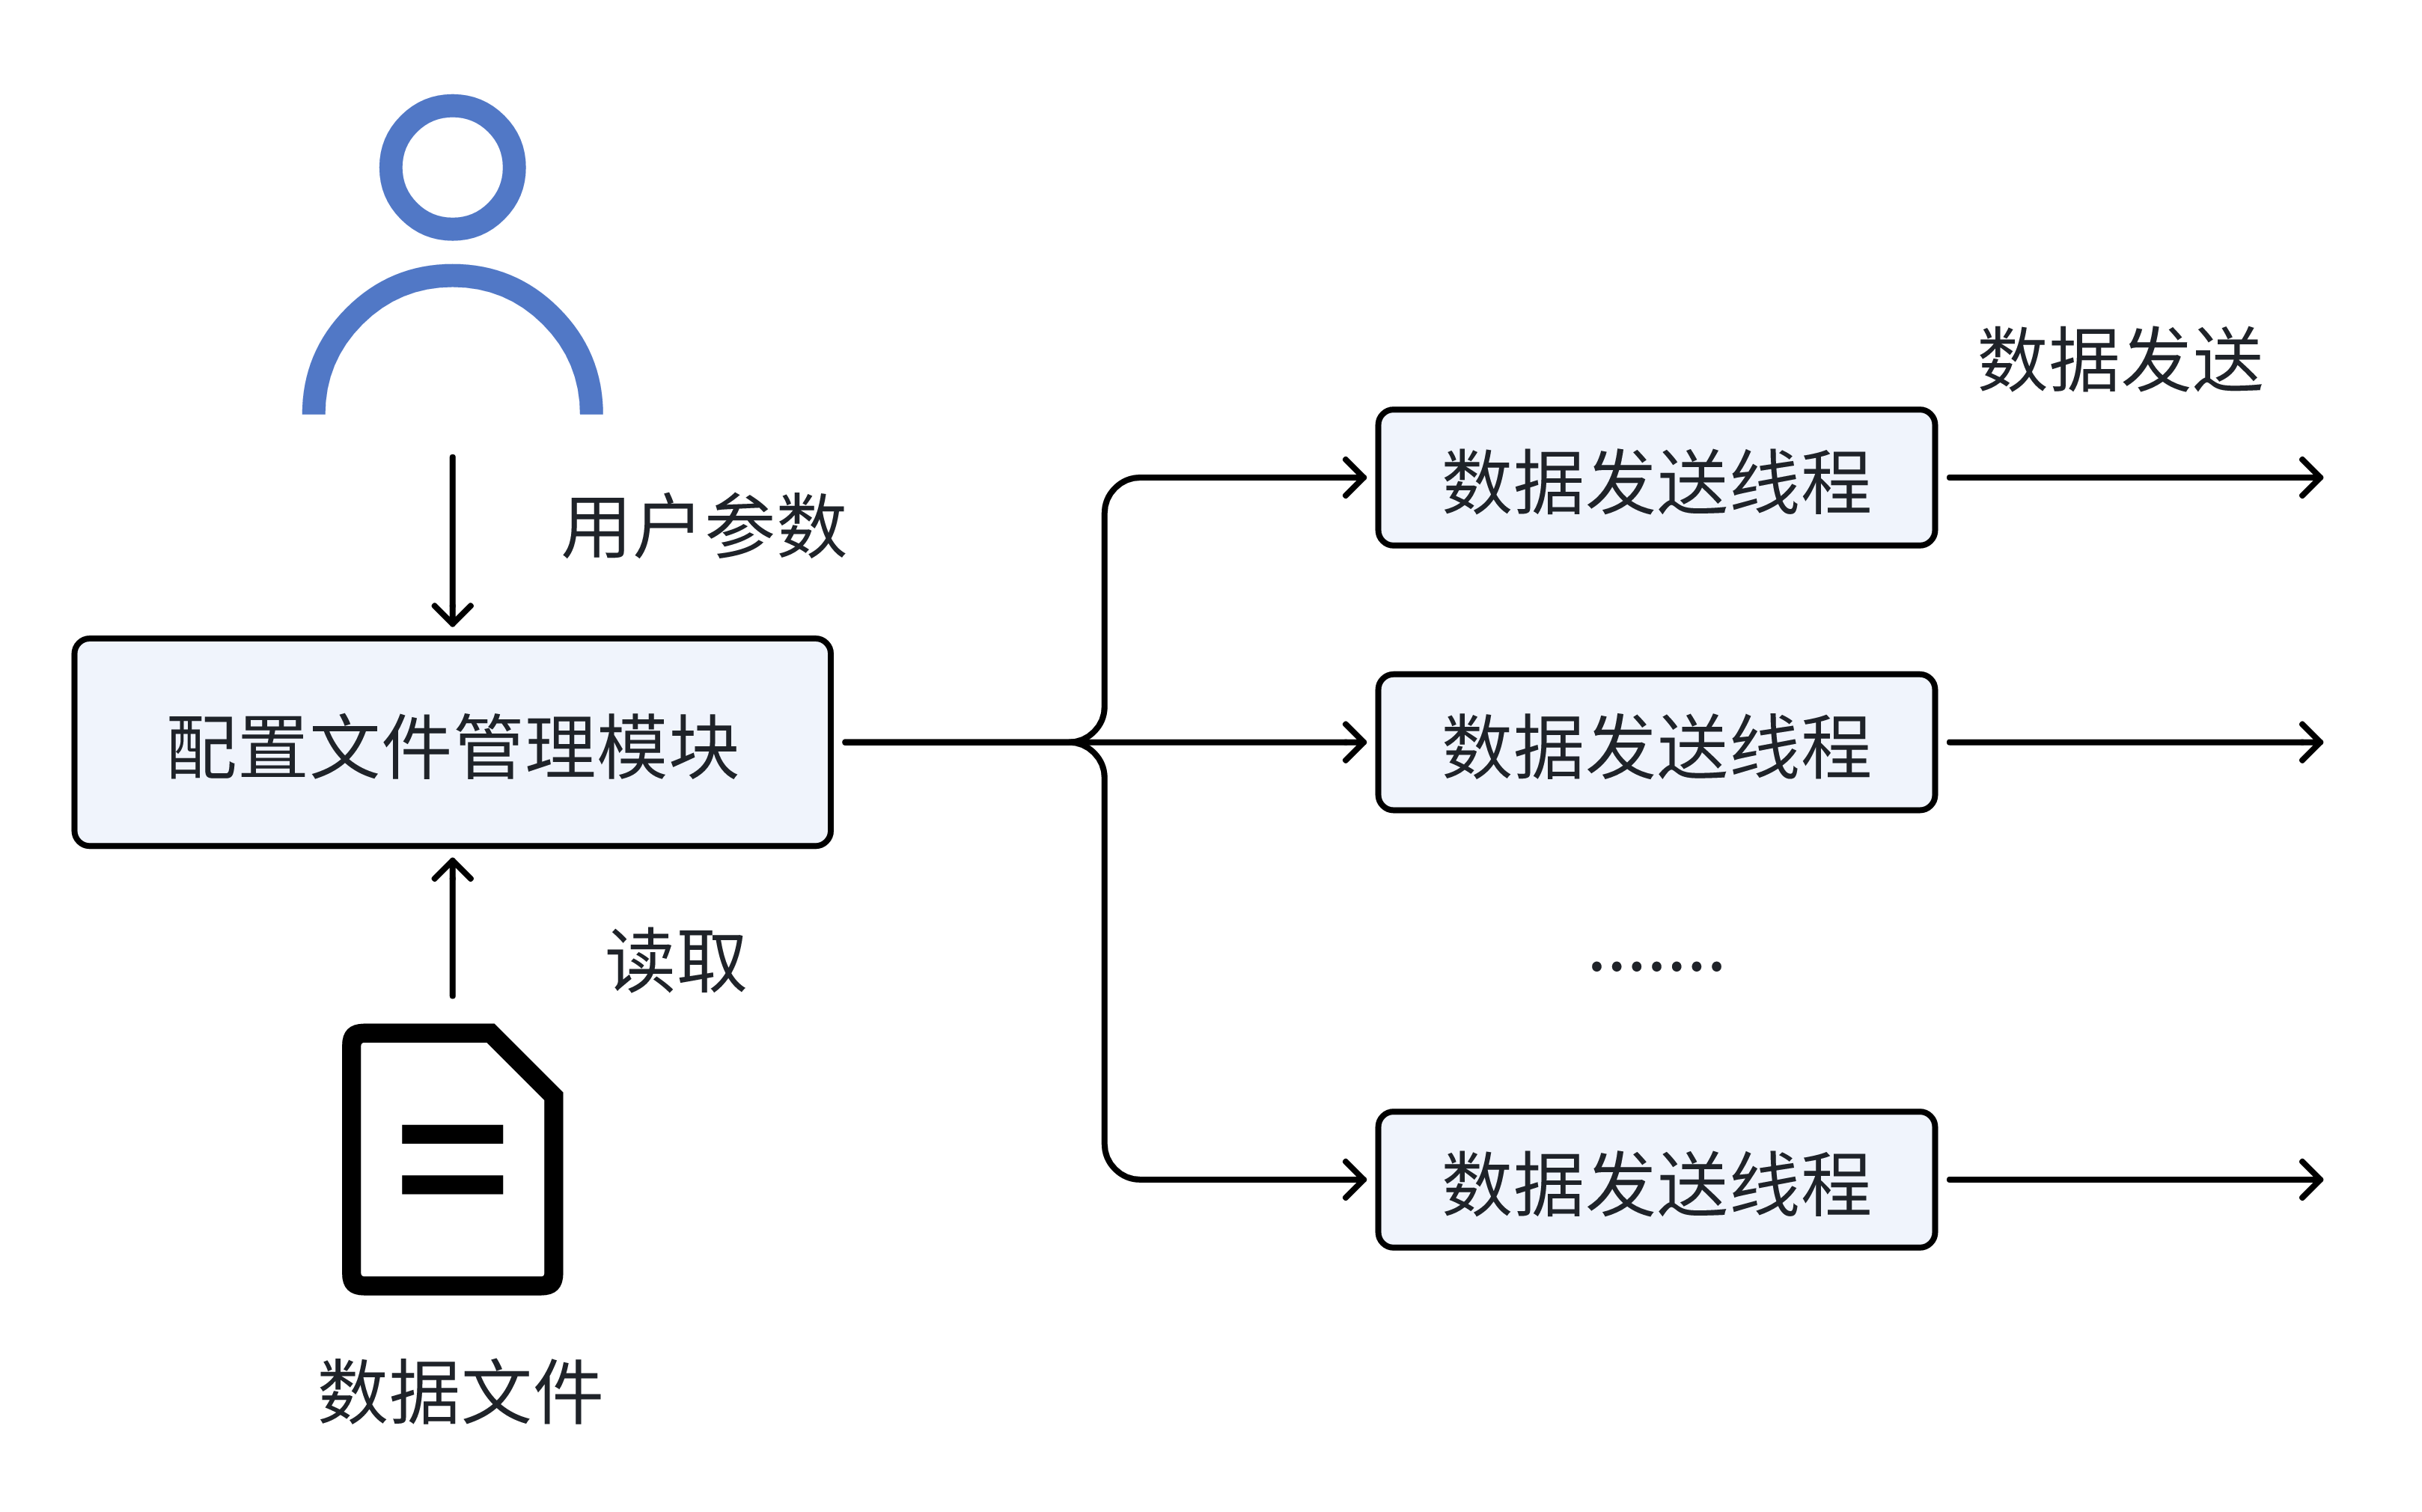 数据发送
数据发送线程
用户参数
配置文件管理模块
数据发送线程
读取
.......
数据发送线程
数据文件